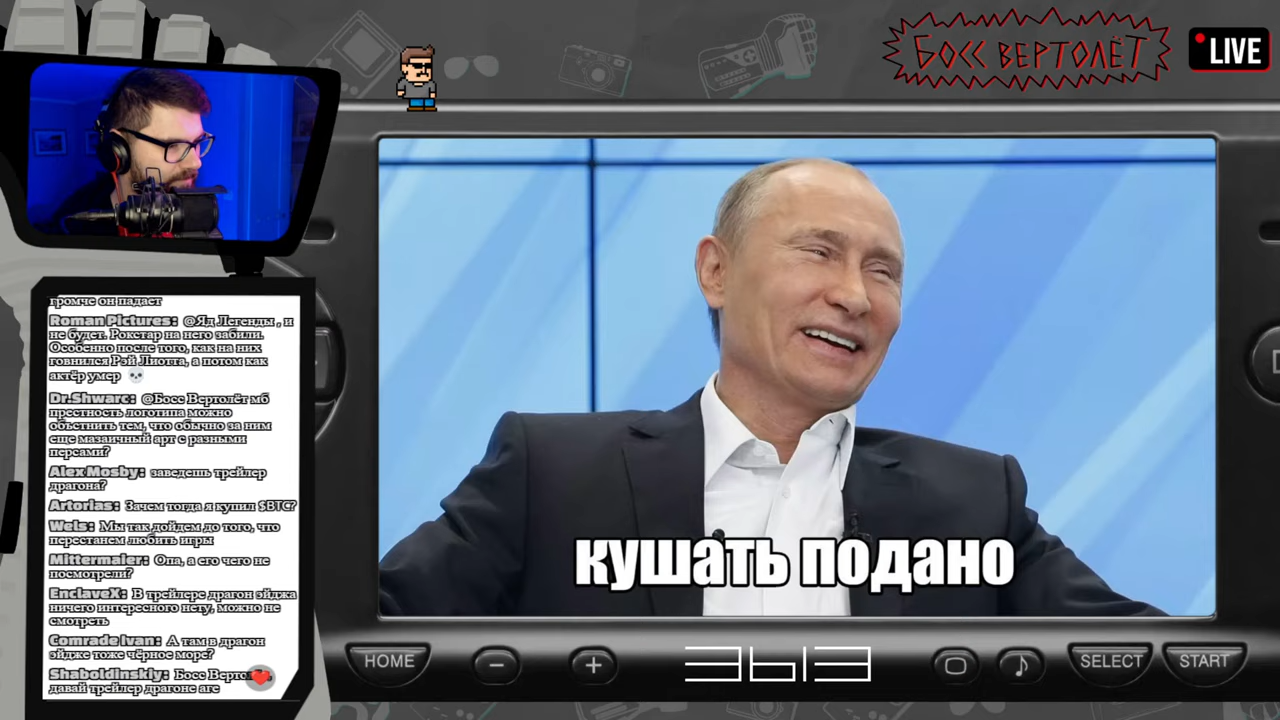 БОСС ВЕРТОЛЁТ
LIVE
громче он падает
Roman Pictures: @Яд Легенды , и
не будет. Рокстар на него забили.
Особенно после того, как на них
говнился Рэй Лиотта, а потом как
актёр умер
Dr.Shwarc: @Босс Вертолёт мб
престность логотипа можно
обьстнить тем, что обычно за ним
еще мазаичный арт с разными
персами?
Alex Mosby: заведешь трейлер
драгона?
Artorias: Зачем тогда я купил $BTC?
Wels: Мы так дойдем до того, что
перестанем любить игры
Mittermaier: Опа, а его чего не
посмотрели?
EnclaveX: В трейлере драгон эйджа
ничего интересного нету, можно не
смотреть
Comrade Ivan: А там в драгон
эйдже тоже чёрное море?
Shaboldinskiy: Босс
давай трейлер драгоне аге
кушать подано
HOME
ЗЫЗ
SELECT
START